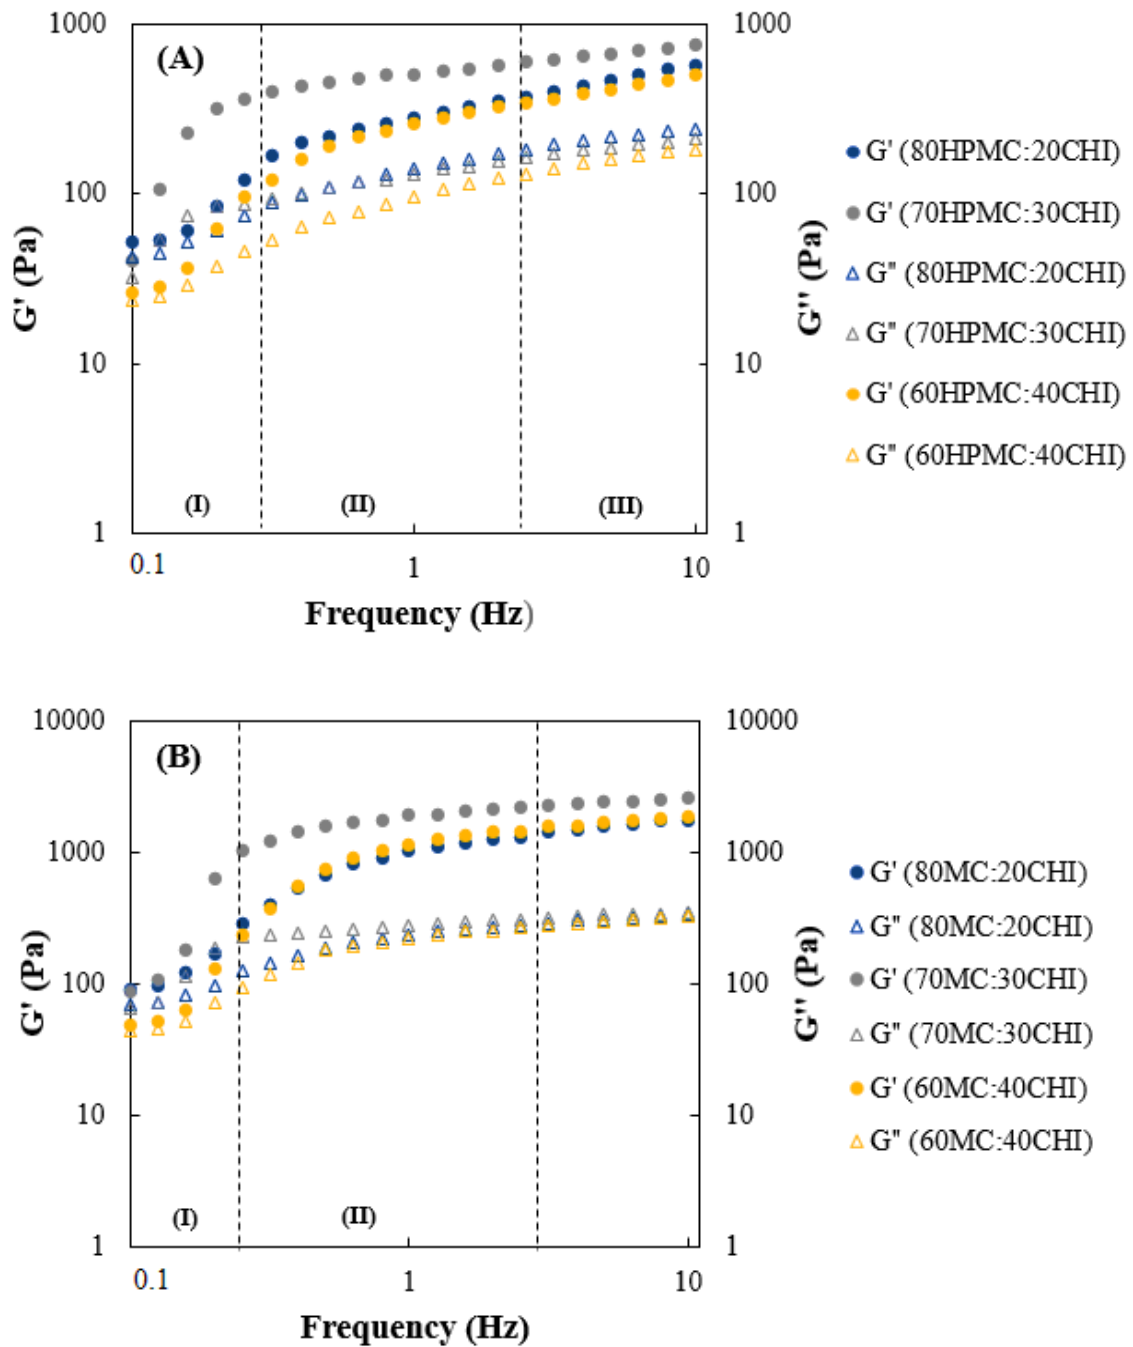 1000
1000
(A)
G' (80HPMC:20CHI)
G' (70HPMC:30CHI)
100
100
G'' (80HPMC:20CHI)
G' (Pa)
G'' (Pa)
G'' (70HPMC:30CHI)
10
10
G' (60HPMC:40CHI)
G'' (60HPMC:40CHI)
(I)
(II)
(III)
1
1
0.1
1
10
Frequency (Hz)
10000
10000
(B)
1000
1000
G' (80MC:20CHI)
G'' (80MC:20CHI)
100
100
G' (Pa)
G'' (Pa)
G' (70MC:30CHI)
G'' (70MC:30CHI)
10
10
G' (60MC:40CHI)
G'' (60MC:40CHI)
(I)
(II)
1
1
0.1
1
10
Frequency (Hz)